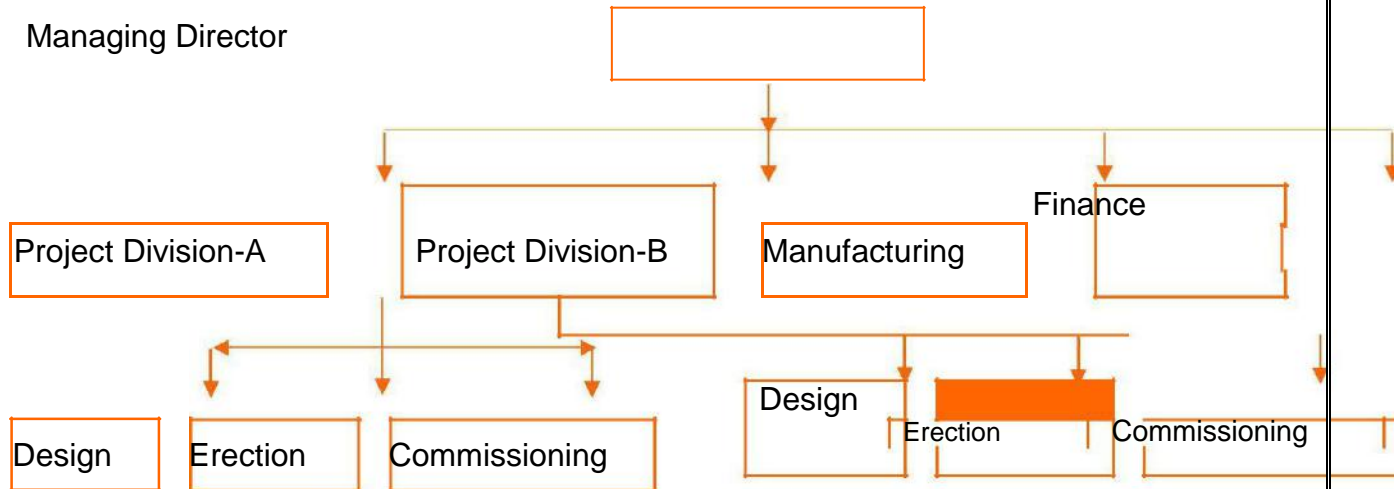 Managing Director
Finance
Project Division-A Project Division-B Manufacturing
Design
Erection Commissioning
Design Erection Commissioning